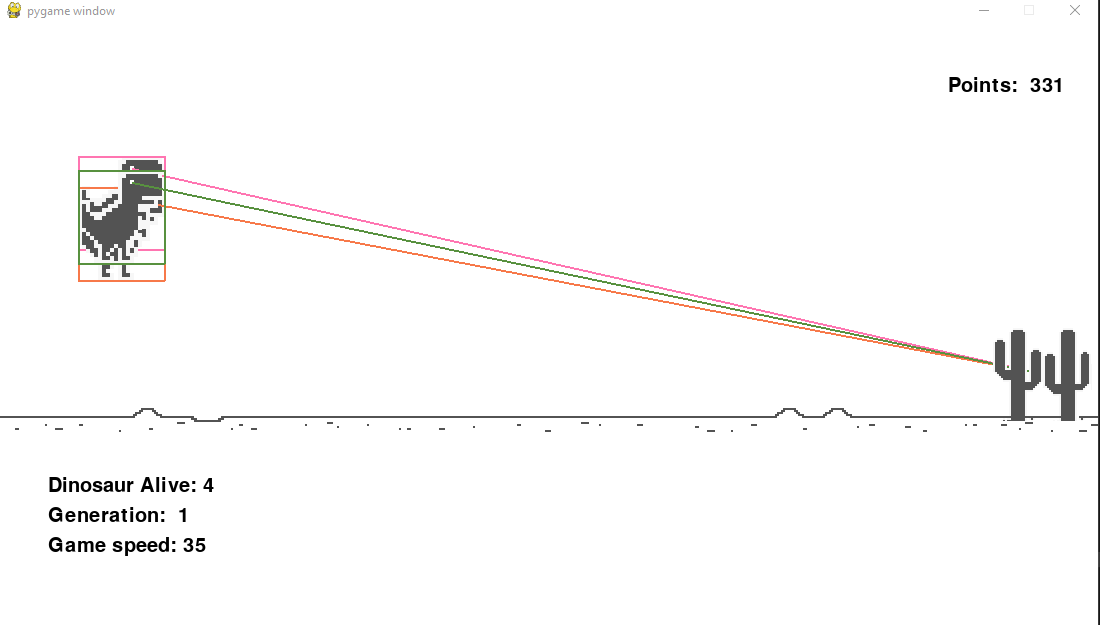 pygame window
Points: 331
Dinosaur Alive: 4
Generation: 1
Game speed: 35